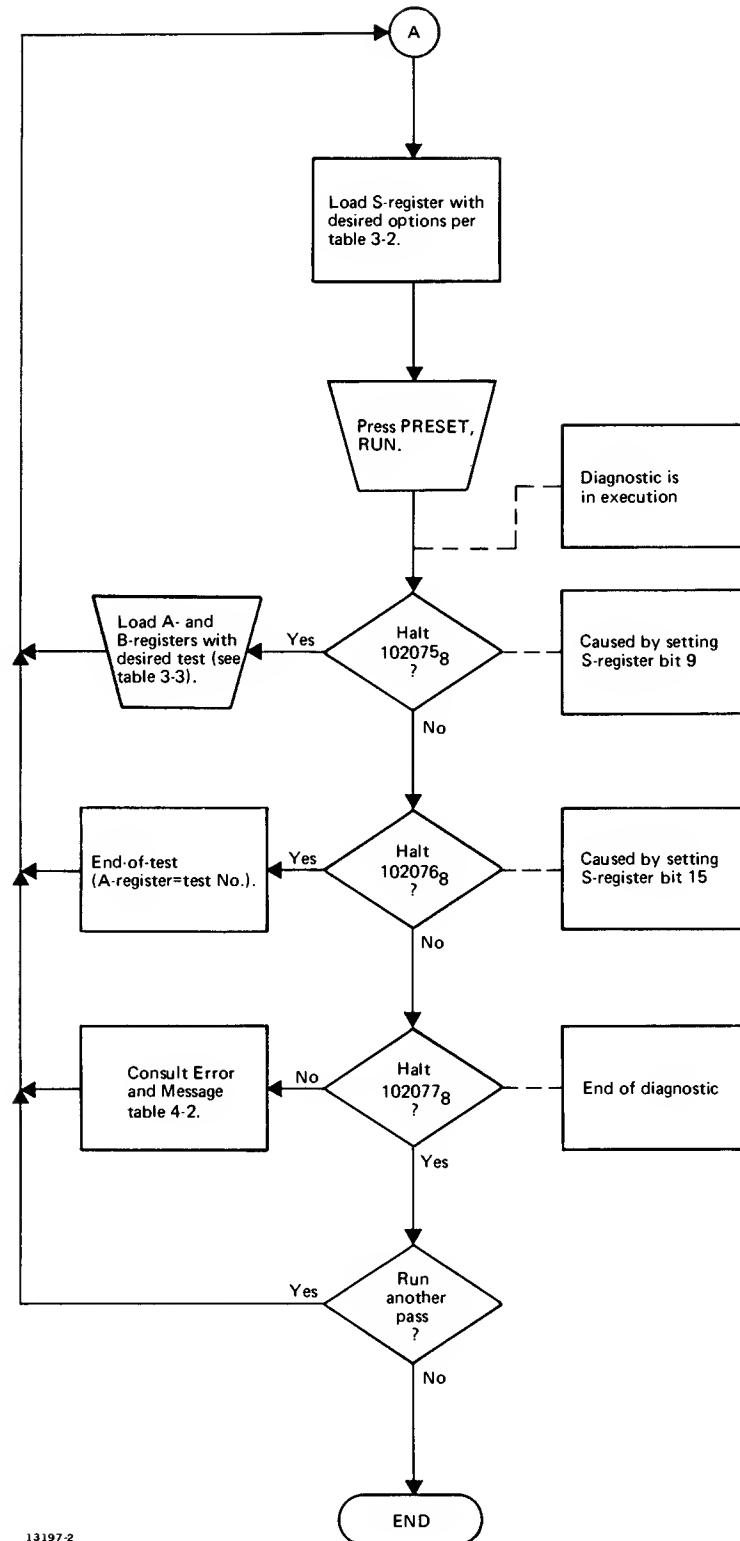 A
Load S-register with
desired options per
table 3-2.
Press PRESET,
RUN.
Diagnostic is
in execution
Load A- and
B-registers with
desired test (see
table 3-3).
Yes
Halt
102075₈
?
Caused by setting
S-register bit 9
No
End-of-test
(A-register=test No.).
Yes
Halt
102076₈
?
Caused by setting
S-register bit 15
No
Consult Error
and Message
table 4-2.
No
Halt
102077₈
?
End of diagnostic
Yes
Yes
Run
another
pass
?
No
END
13197-2